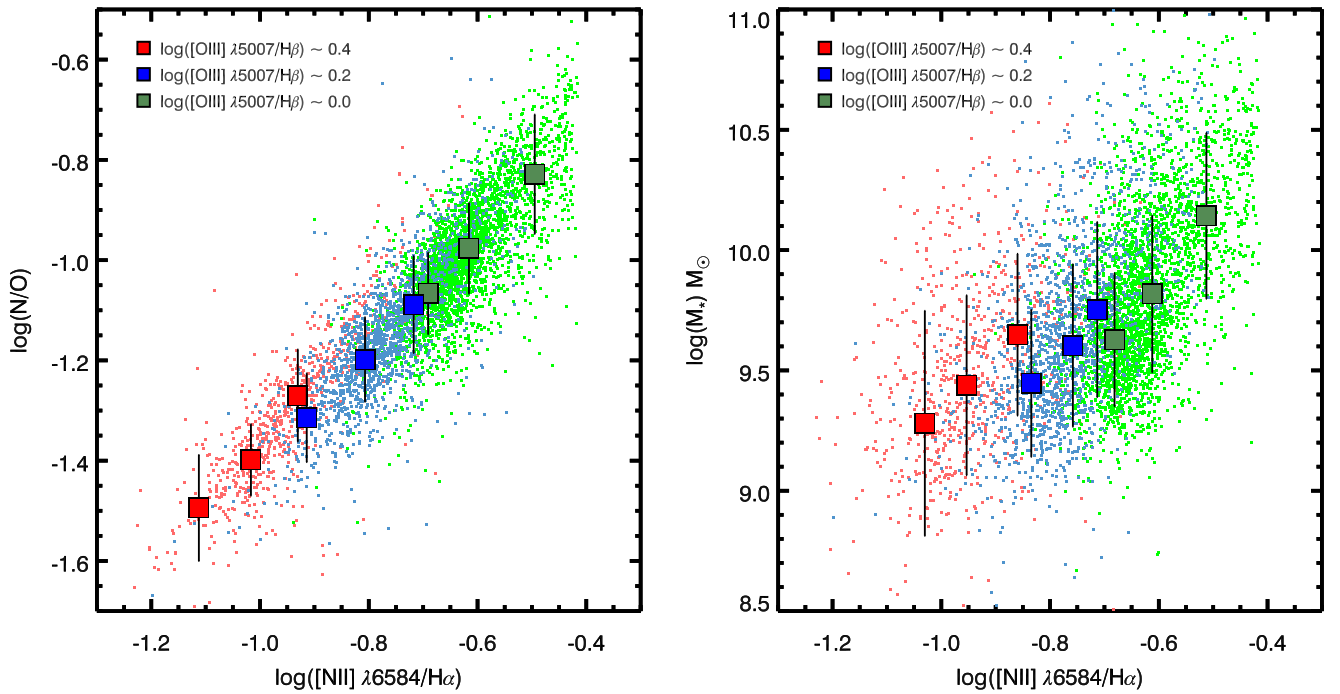 log([OIII] λ5007/Hβ) ~ 0.4
log([OIII] λ5007/Hβ) ~ 0.2
log([OIII] λ5007/Hβ) ~ 0.0
-0.6
-0.8
-1.0
-1.2
-1.4
-1.6
log(N/O)
-1.2 -1.0 -0.8 -0.6 -0.4
log([NII] λ6584/Hα)
log([OIII] λ5007/Hβ) ~ 0.4
log([OIII] λ5007/Hβ) ~ 0.2
log([OIII] λ5007/Hβ) ~ 0.0
11.0
10.5
10.0
9.5
9.0
8.5
log(M⋆) M⊙
-1.2 -1.0 -0.8 -0.6 -0.4
log([NII] λ6584/Hα)